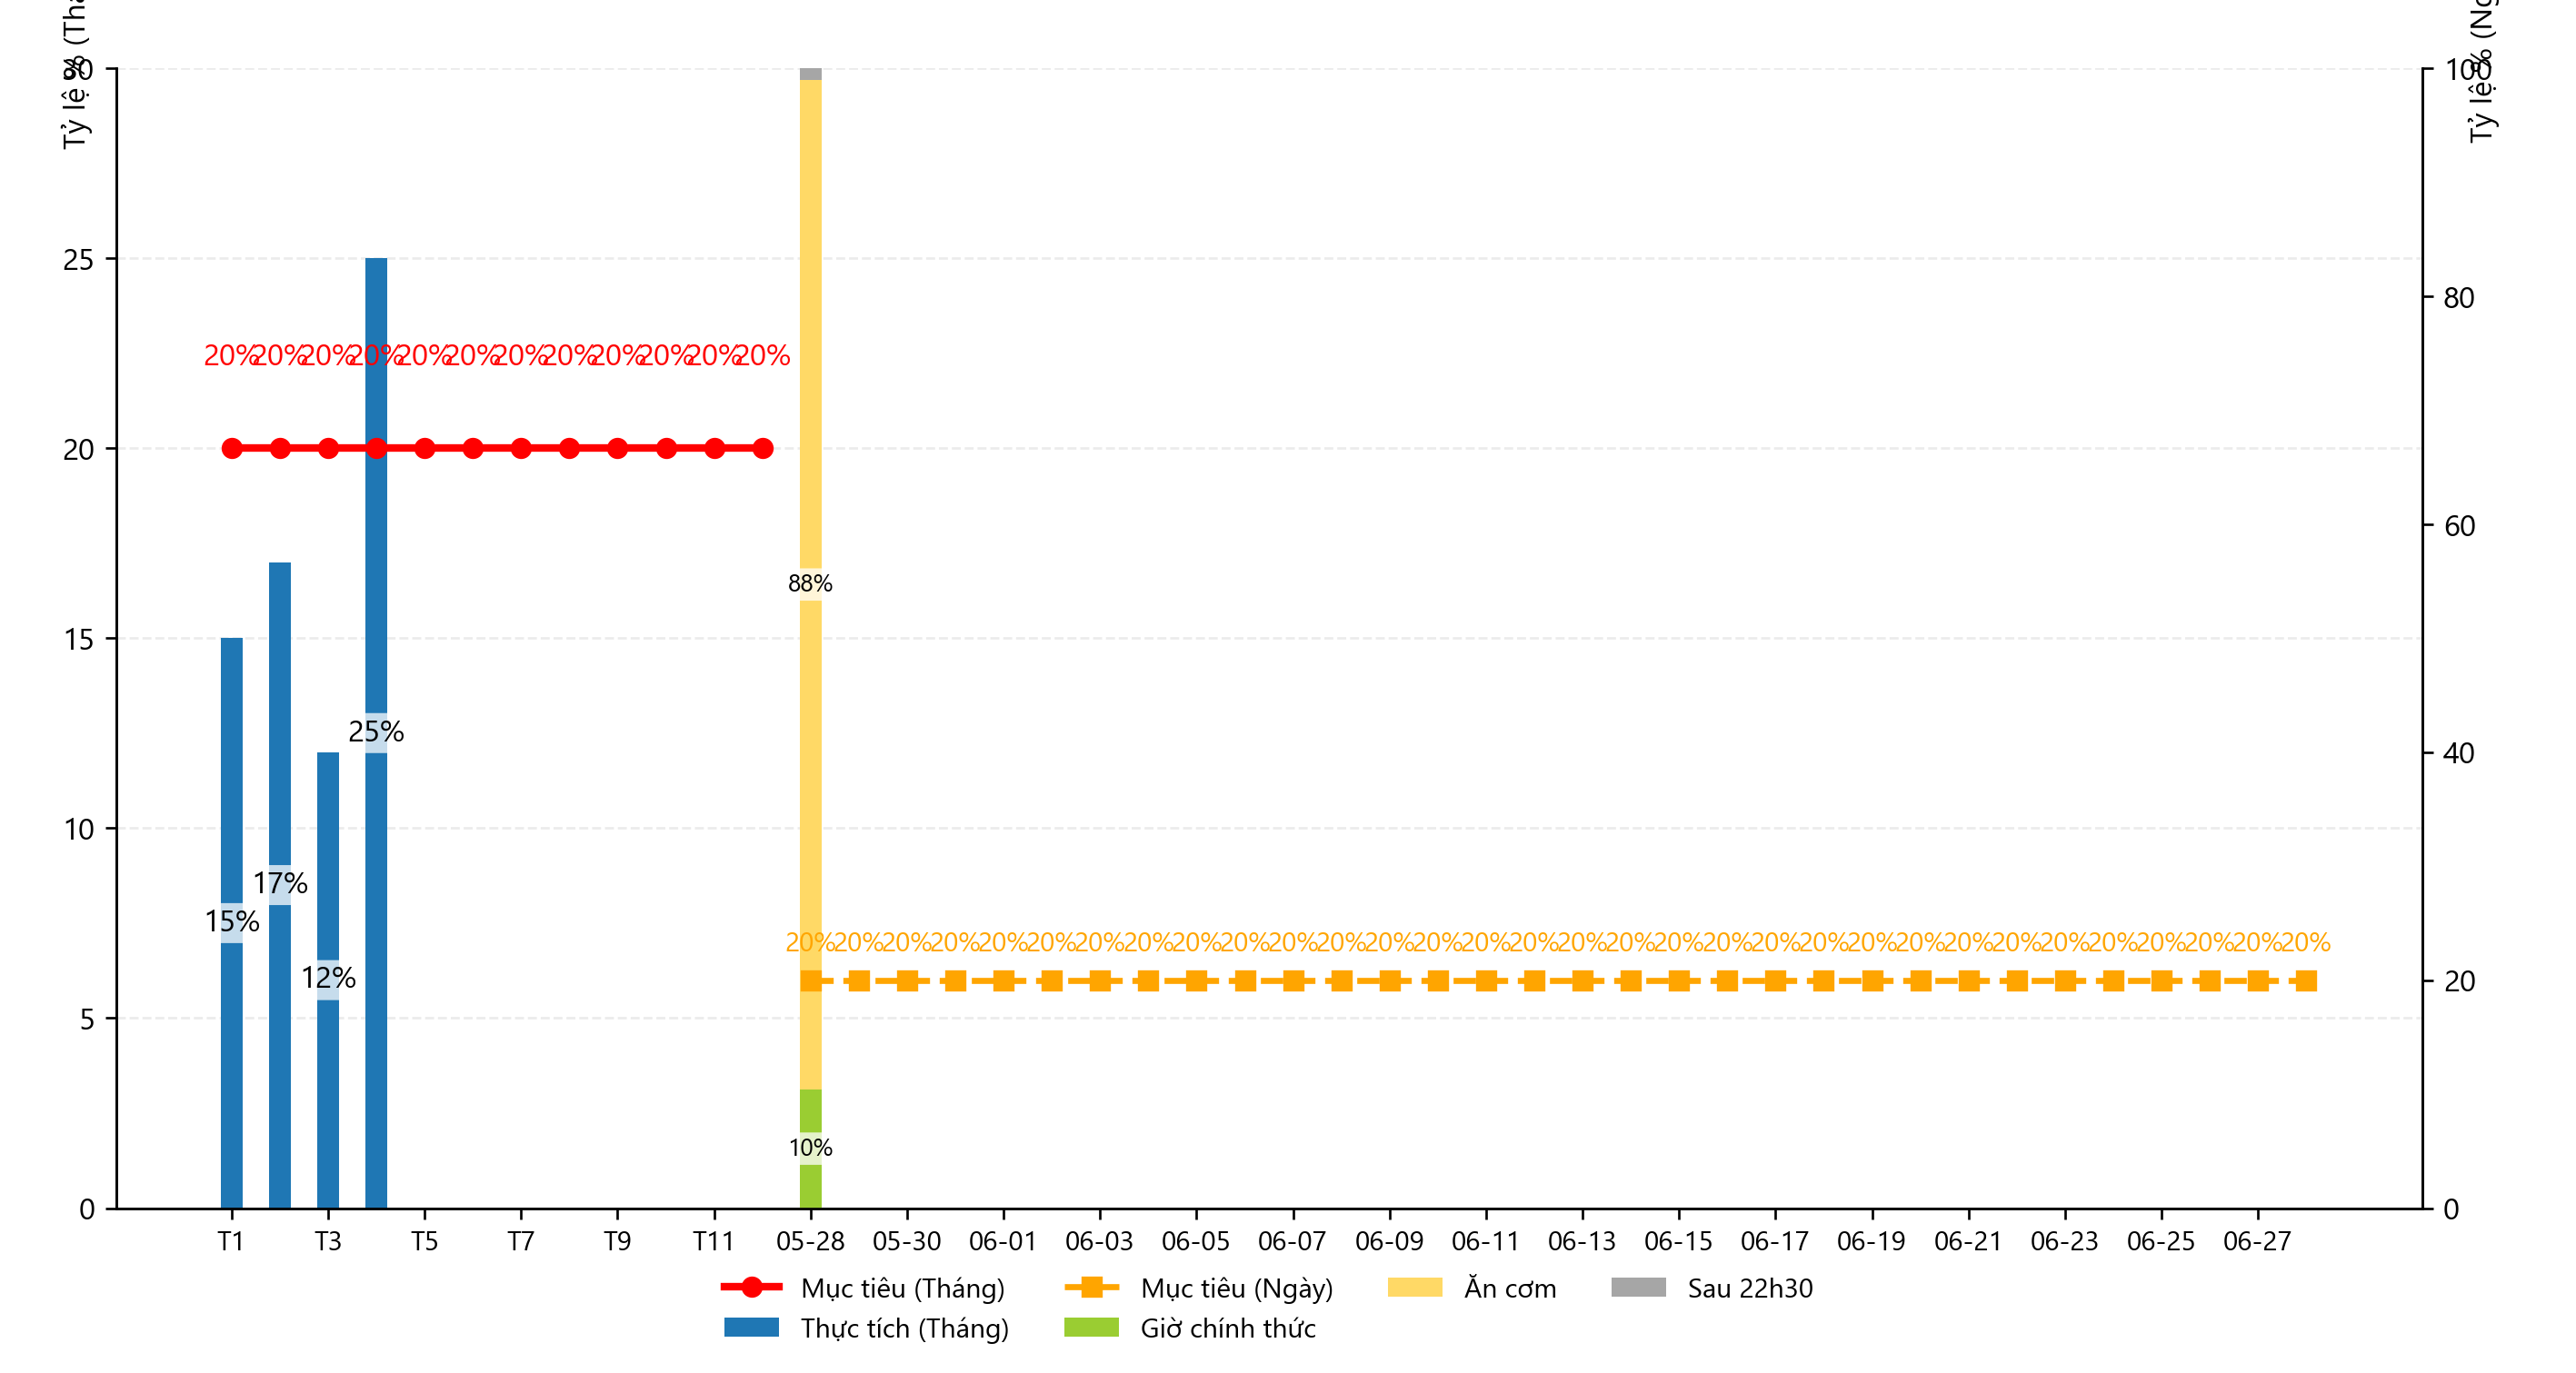 Tỷ lệ % (Thá
Tỷ lệ % (Ng
30
25
20
15
10
5
0
100
80
60
40
20
0
20% 20% 20% 20% 20% 20% 20% 20% 20% 20% 20% 20%
15%
17%
12%
25%
88%
10%
20% 20% 20% 20% 20% 20% 20% 20% 20% 20% 20% 20% 20% 20% 20% 20% 20% 20% 20% 20% 20% 20% 20% 20% 20% 20% 20% 20% 20% 20% 20% 20%
T1 T3 T5 T7 T9 T11 05-28 05-30 06-01 06-03 06-05 06-07 06-09 06-11 06-13 06-15 06-17 06-19 06-21 06-23 06-25 06-27
Mục tiêu (Tháng) Mục tiêu (Ngày) Ăn cơm Sau 22h30
Thực tích (Tháng) Giờ chính thức